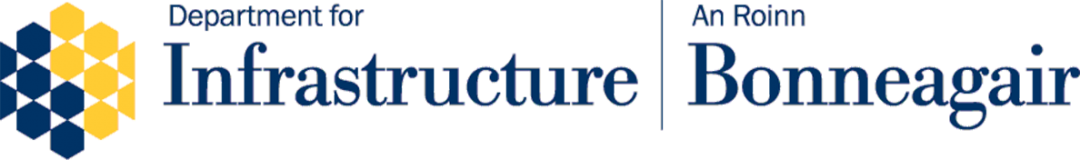 Department for
Infrastructure
An Roinn
Bonneagair